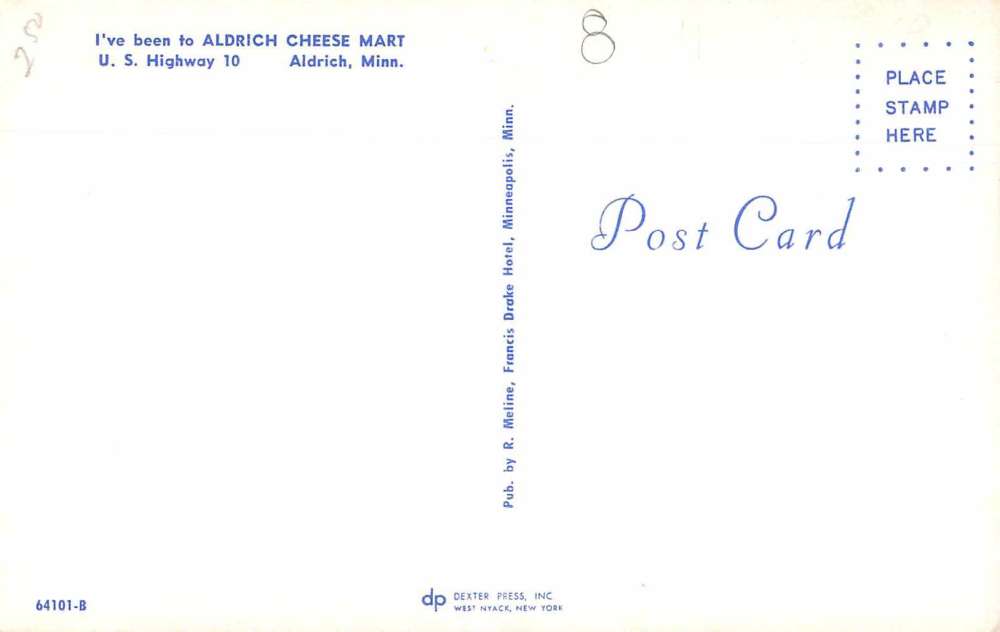 I've been to ALDRICH CHEESE MART
U. S. Highway 10 Aldrich, Minn.
25
8
PLACE
STAMP
HERE
Post Card
Pub. by R. Meline, Francis Drake Hotel, Minneapolis, Minn.
64101-B
dp DEXTER PRESS, INC
WEST NYACK, NEW YORK